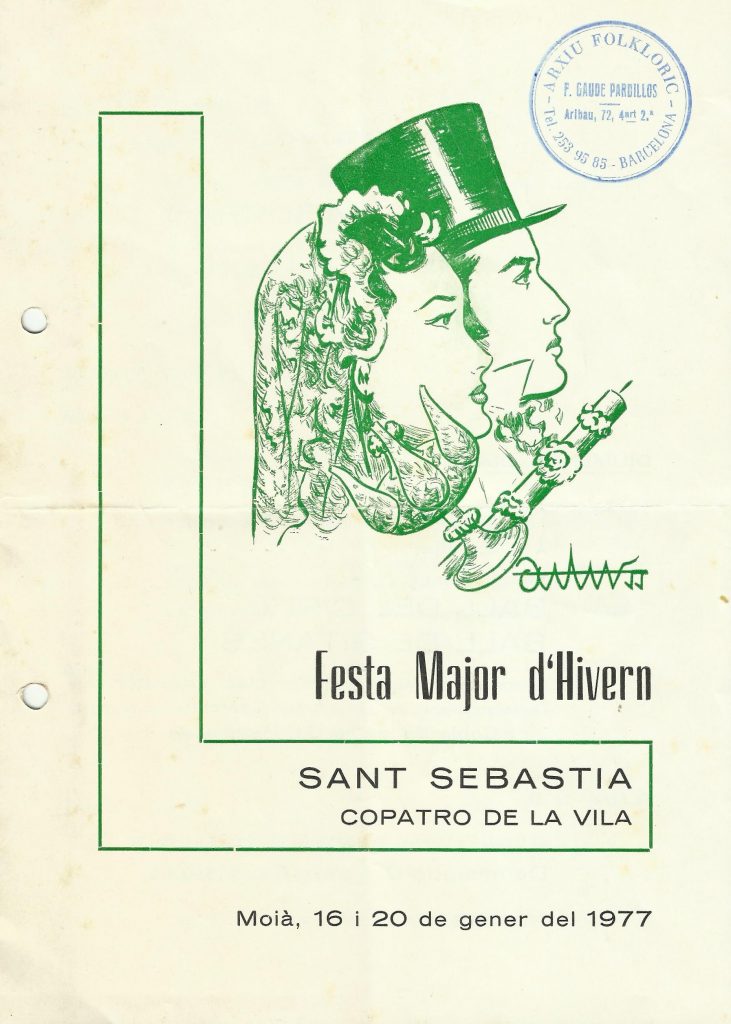 ARXIU FOLKLORIC
F. GAUDE PARDILLOS
Aribau, 72, 4art 2.ª
Tel. 253 95 85 - BARCELONA -
Festa Major d'Hivern
SANT SEBASTIA
COPATRO DE LA VILA
Moià, 16 i 20 de gener del 1977